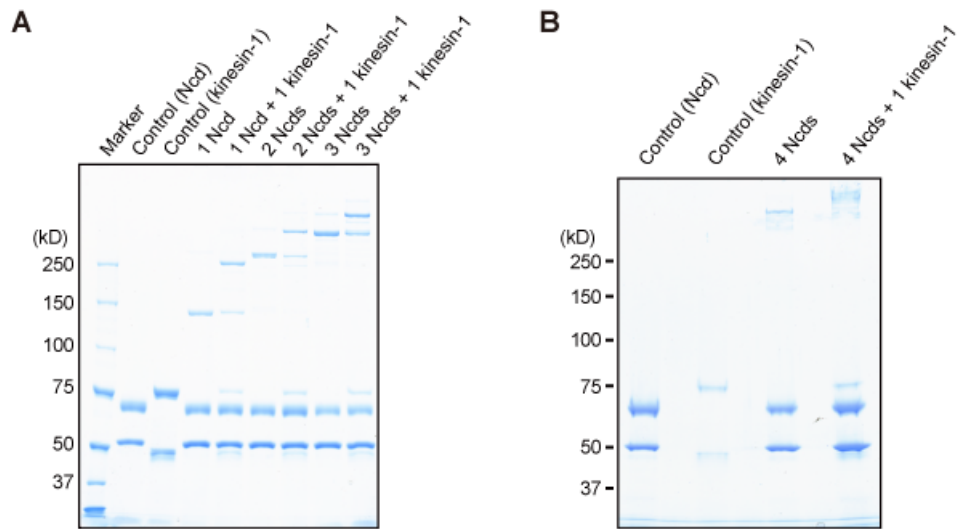 A
Marker
Control (Ncd)
Control (kinesin-1)
1 Ncd
1 Ncd + 1 kinesin-1
2 Ncds
2 Ncds + 1 kinesin-1
3 Ncds
3 Ncds + 1 kinesin-1
(kD)
250
150
100
75
50
37
B
Control (Ncd)
Control (kinesin-1)
4 Ncds
4 Ncds + 1 kinesin-1
(kD)
250
150
100
75
50
37